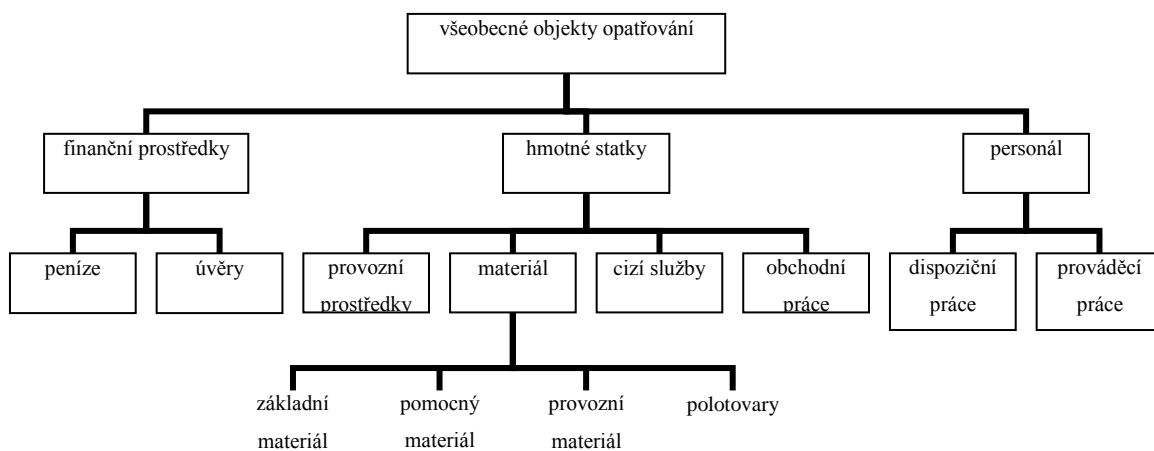 všeobecné objekty opatřování
finanční prostředky
hmotné statky
personál
peníze
úvěry
provozní
prostředky
materiál
cizí služby
obchodní
práce
dispoziční
práce
prováděcí
práce
základní
materiál
pomocný
materiál
provozní
materiál
polotovary